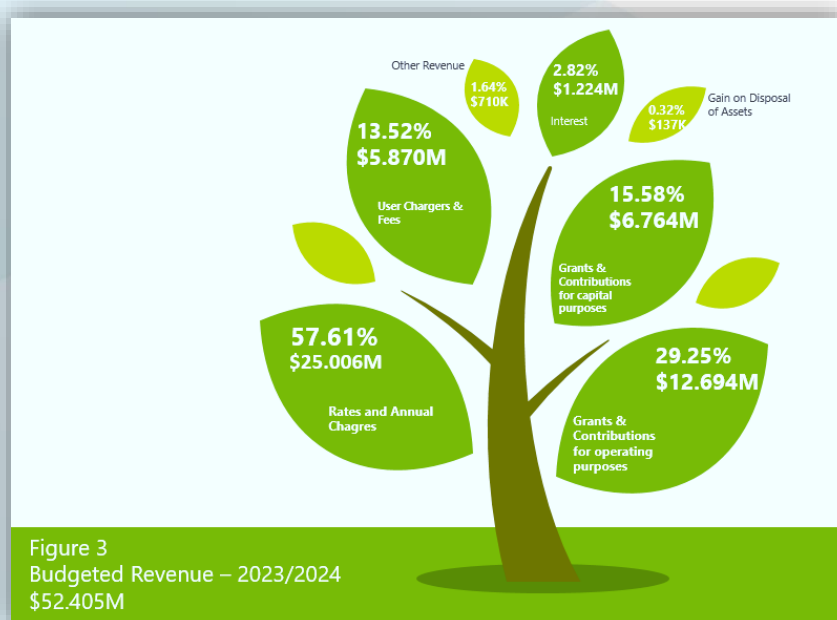 Other Revenue
1.64%
$710K
2.82%
$1.224M
Interest
0.32%
$137K
Gain on Disposal
of Assets
13.52%
$5.870M
User Chargers &
Fees
15.58%
$6.764M
Grants &
Contributions
for capital
purposes
57.61%
$25.006M
Rates and Annual
Chagres
29.25%
$12.694M
Grants &
Contributions
for operating
purposes
Figure 3
Budgeted Revenue – 2023/2024
$52.405M